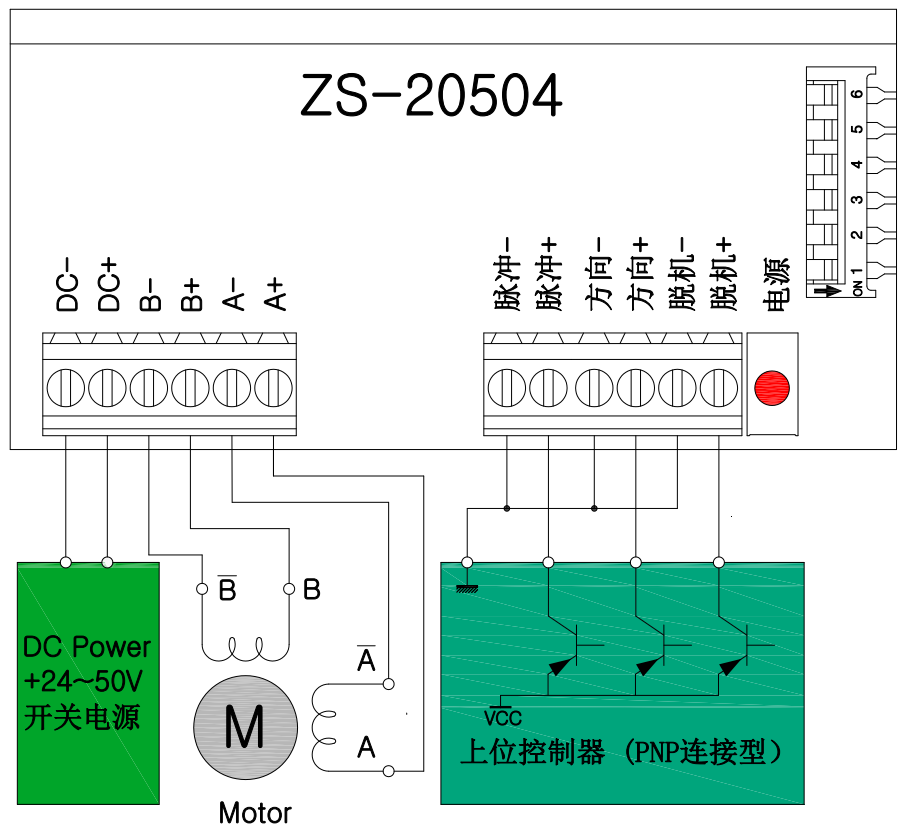 ZS-20504
6
5
4
3
2
1
ON
DC-
DC+
B-
B+
A-
A+
脉冲-
脉冲+
方向-
方向+
脱机-
脱机+
电源
DC Power
+24~50V
开关电源
B̅
B
A̅
A
M
Motor
VCC
上位控制器（PNP连接型）